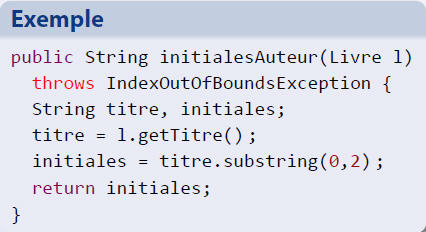 Exemple
public String initialesAuteur(Livre l)
throws IndexOutOfBoundsException {
String titre, initiales;
titre = l.getTitre();
initiales = titre.substring(0,2);
return initiales;
}